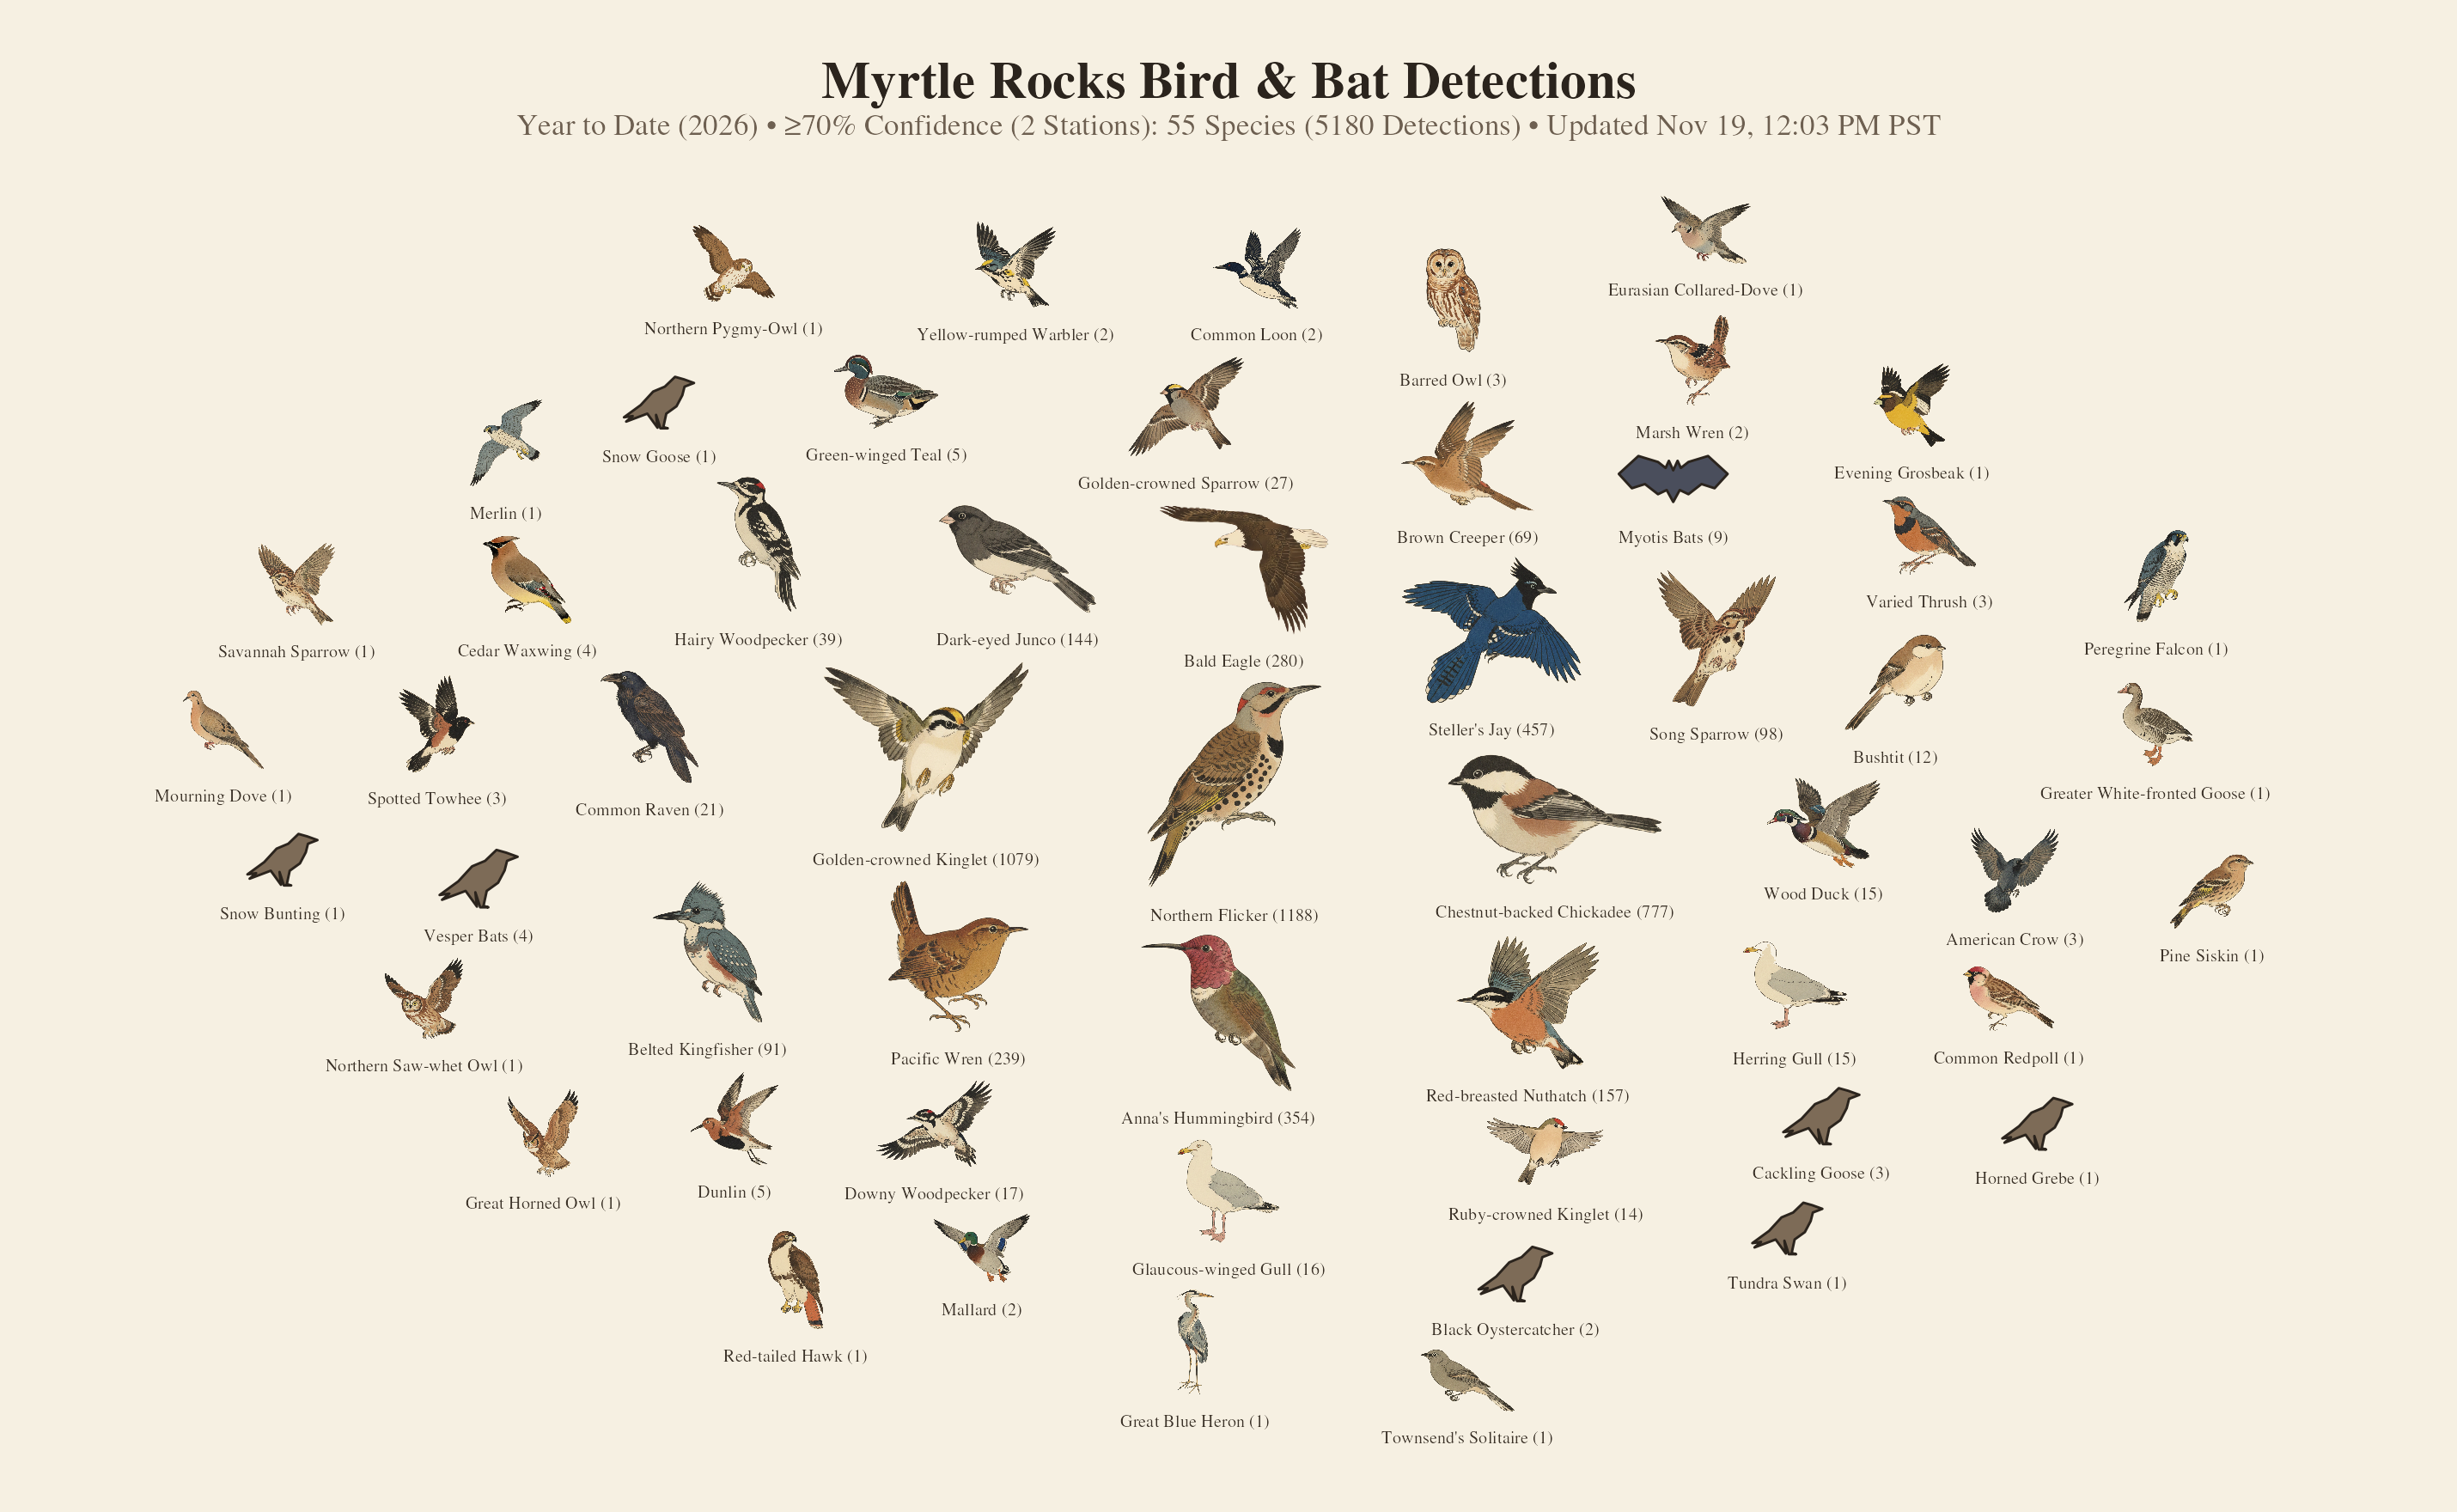 Myrtle Rocks Bird & Bat Detections
Year to Date (2026) • ≥70% Confidence (2 Stations): 55 Species (5180 Detections) • Updated Nov 19, 12:03 PM PST
Eurasian Collared-Dove (1)
Northern Pygmy-Owl (1)
Yellow-rumped Warbler (2)
Common Loon (2)
Barred Owl (3)
Marsh Wren (2)
Snow Goose (1)
Green-winged Teal (5)
Golden-crowned Sparrow (27)
Evening Grosbeak (1)
Merlin (1)
Brown Creeper (69)
Myotis Bats (9)
Varied Thrush (3)
Savannah Sparrow (1)
Cedar Waxwing (4)
Hairy Woodpecker (39)
Dark-eyed Junco (144)
Bald Eagle (280)
Peregrine Falcon (1)
Steller's Jay (457)
Song Sparrow (98)
Bushtit (12)
Mourning Dove (1)
Spotted Towhee (3)
Common Raven (21)
Greater White-fronted Goose (1)
Golden-crowned Kinglet (1079)
Northern Flicker (1188)
Chestnut-backed Chickadee (777)
Wood Duck (15)
Snow Bunting (1)
Vesper Bats (4)
American Crow (3)
Pine Siskin (1)
Northern Saw-whet Owl (1)
Belted Kingfisher (91)
Pacific Wren (239)
Herring Gull (15)
Common Redpoll (1)
Anna's Hummingbird (354)
Red-breasted Nuthatch (157)
Great Horned Owl (1)
Dunlin (5)
Downy Woodpecker (17)
Cackling Goose (3)
Horned Grebe (1)
Glaucous-winged Gull (16)
Ruby-crowned Kinglet (14)
Tundra Swan (1)
Mallard (2)
Black Oystercatcher (2)
Red-tailed Hawk (1)
Great Blue Heron (1)
Townsend's Solitaire (1)